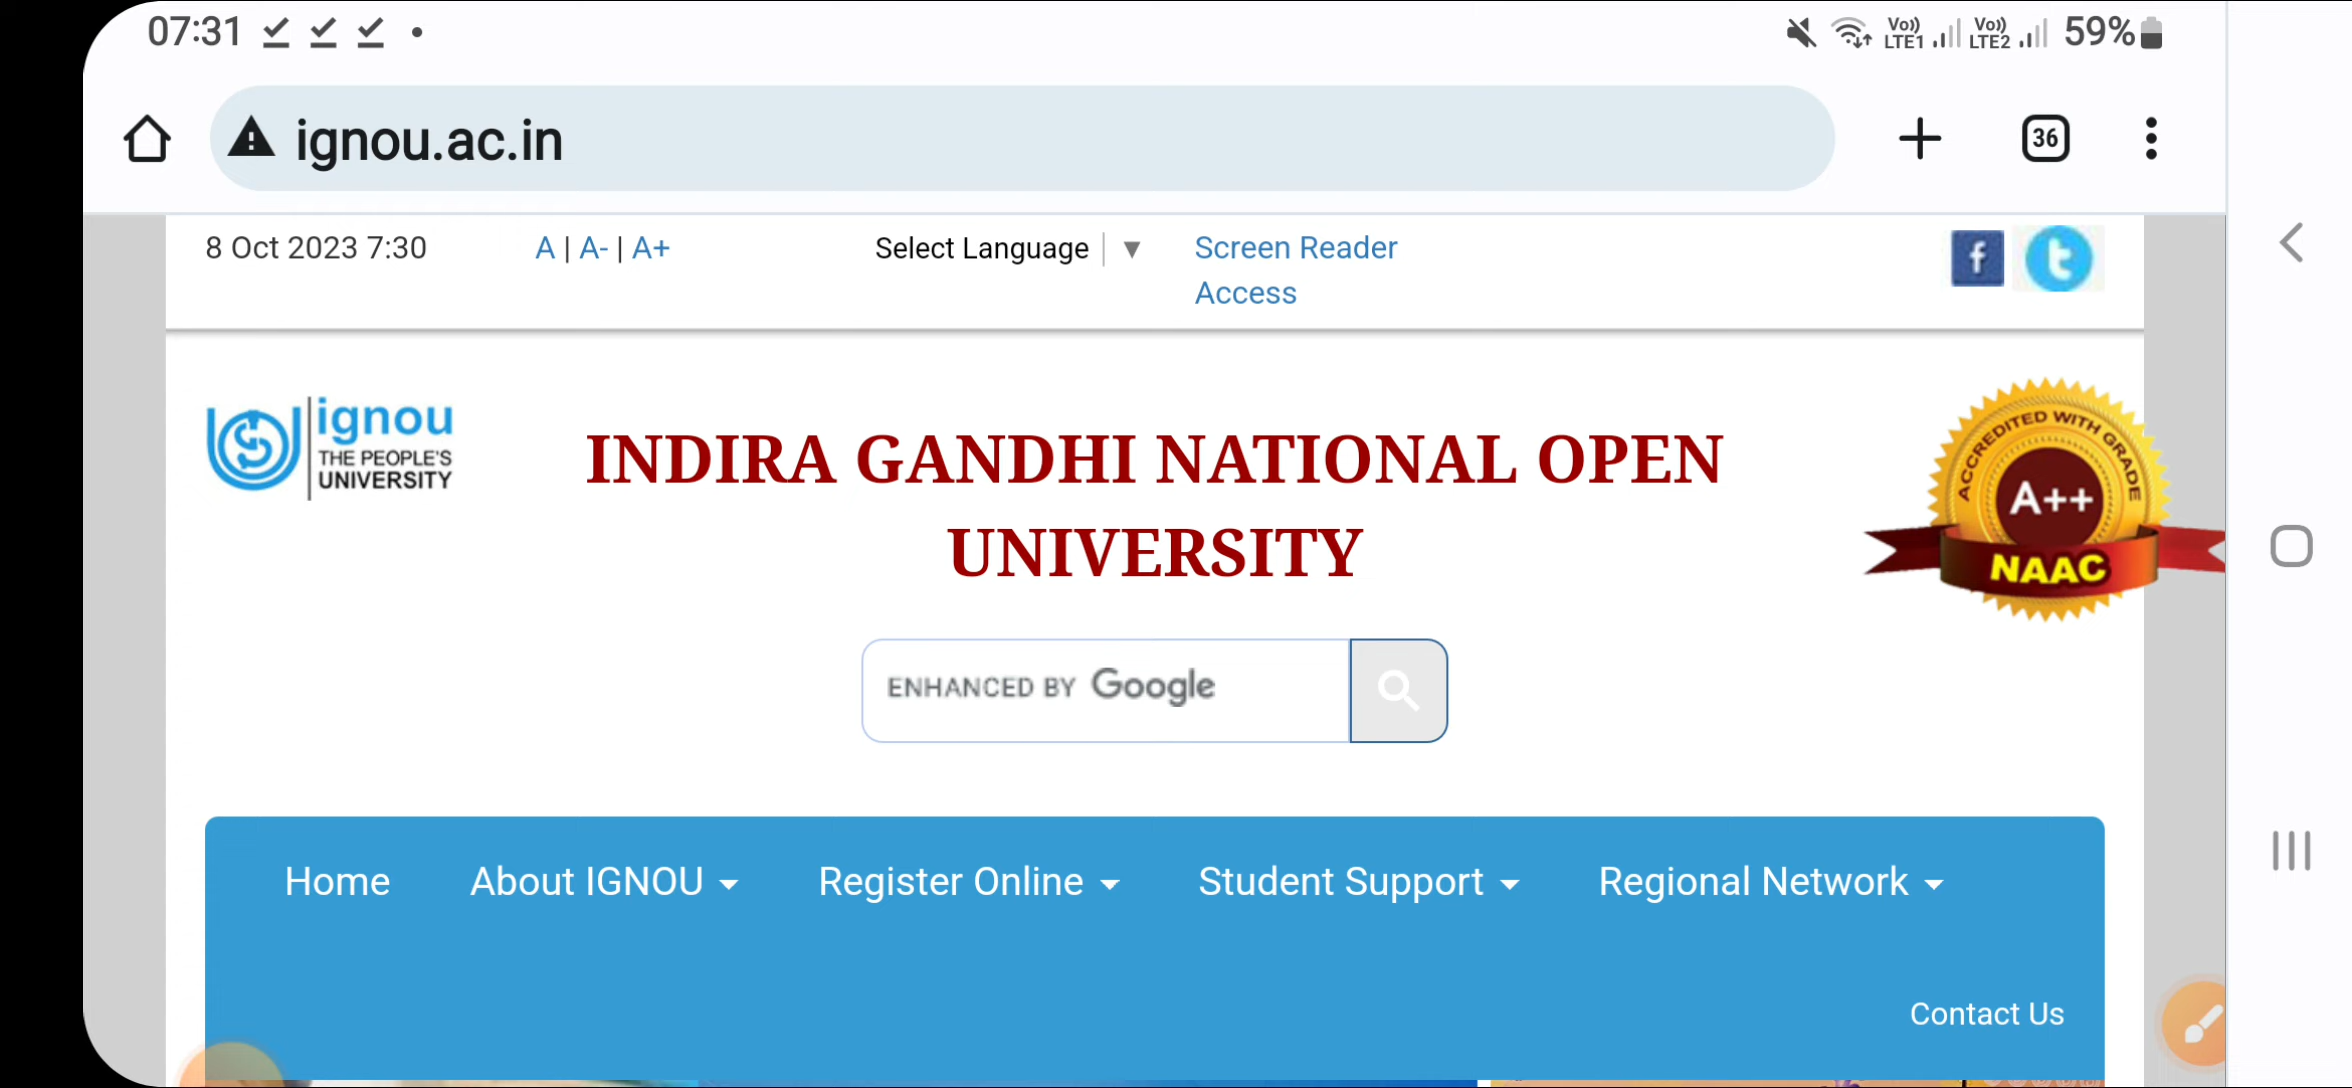 07:31
Vo)) LTE1 Vo)) LTE2 59%
ignou.ac.in
36
8 Oct 2023 7:30 A | A- | A+ Select Language ▼ Screen Reader
Access
f t
ignou
THE PEOPLE'S
UNIVERSITY
INDIRA GANDHI NATIONAL OPEN
UNIVERSITY
ACCREDITED WITH GRADE
A++
NAAC
ENHANCED BY Google
Home About IGNOU Register Online Student Support Regional Network
Contact Us